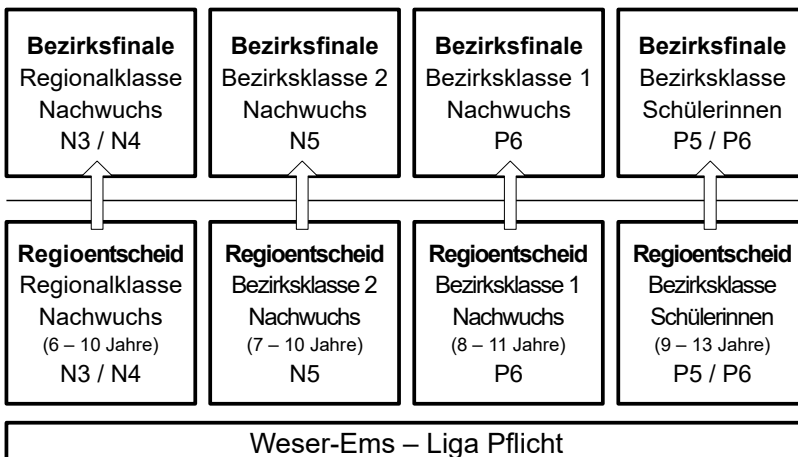 Bezirksfinale
Regionalklasse
Nachwuchs
N3 / N4
Bezirksfinale
Bezirksklasse 2
Nachwuchs
N5
Bezirksfinale
Bezirksklasse 1
Nachwuchs
P6
Bezirksfinale
Bezirksklasse
Schülerinnen
P5 / P6
Regioentscheid
Regionalklasse
Nachwuchs
(6 – 10 Jahre)
N3 / N4
Regioentscheid
Bezirksklasse 2
Nachwuchs
(7 – 10 Jahre)
N5
Regioentscheid
Bezirksklasse 1
Nachwuchs
(8 – 11 Jahre)
P6
Regioentscheid
Bezirksklasse
Schülerinnen
(9 – 13 Jahre)
P5 / P6
Weser-Ems – Liga Pflicht